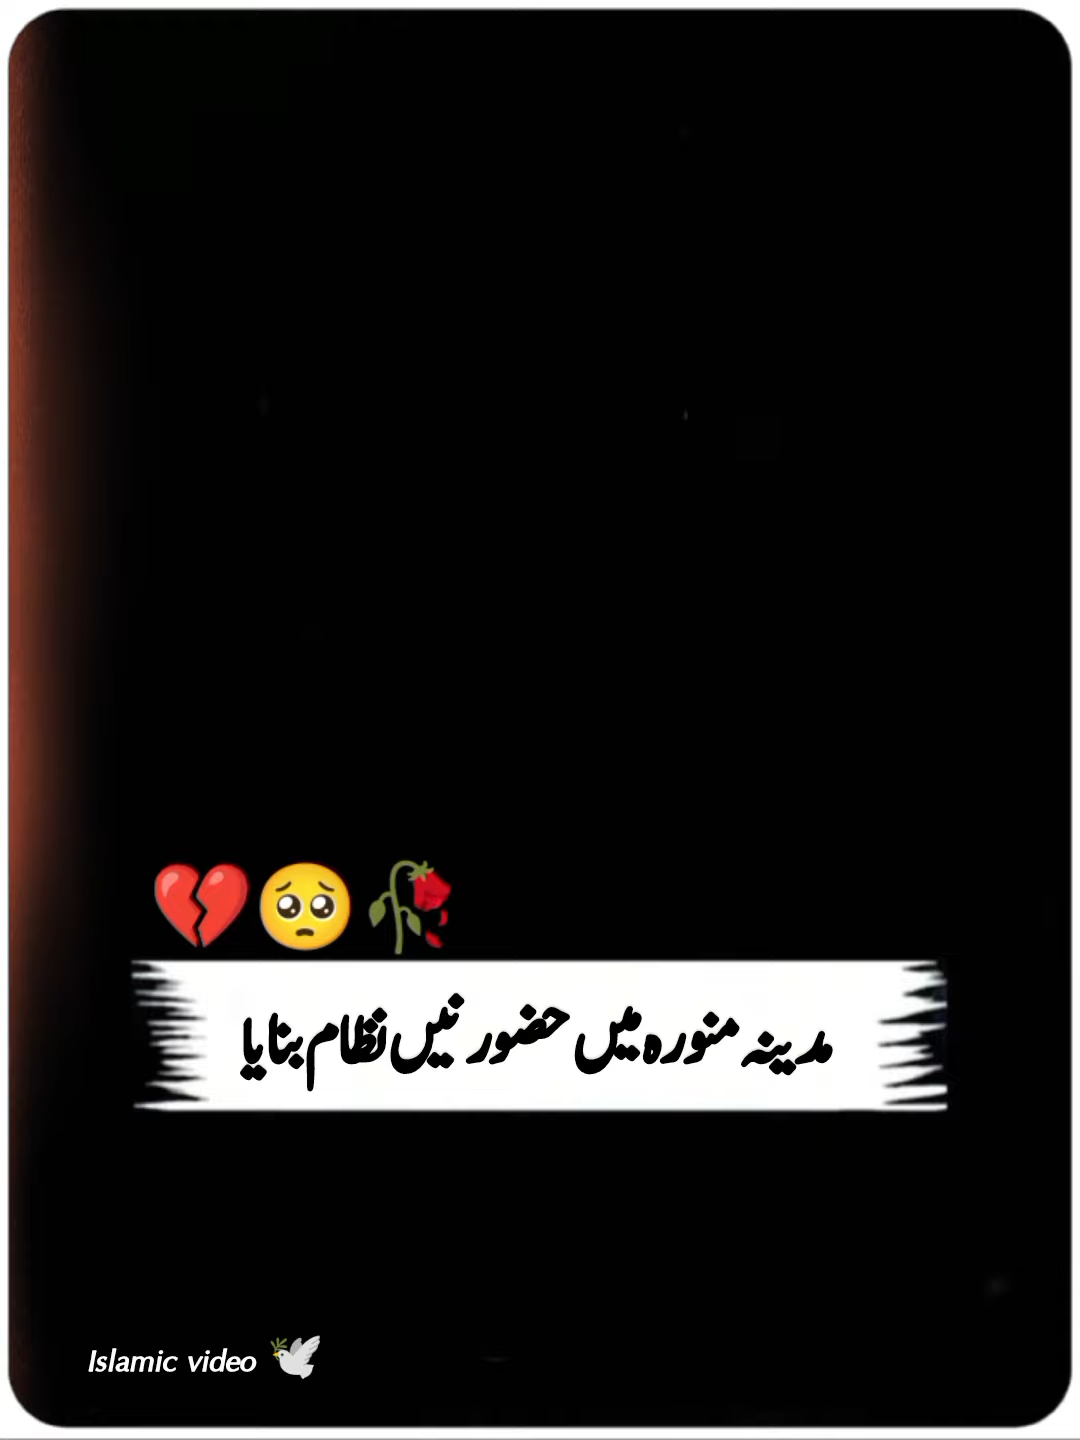 💔🥺🥀
مدینہ منورہ میں حضور نیں نظام بنایا
Islamic video 🕊️